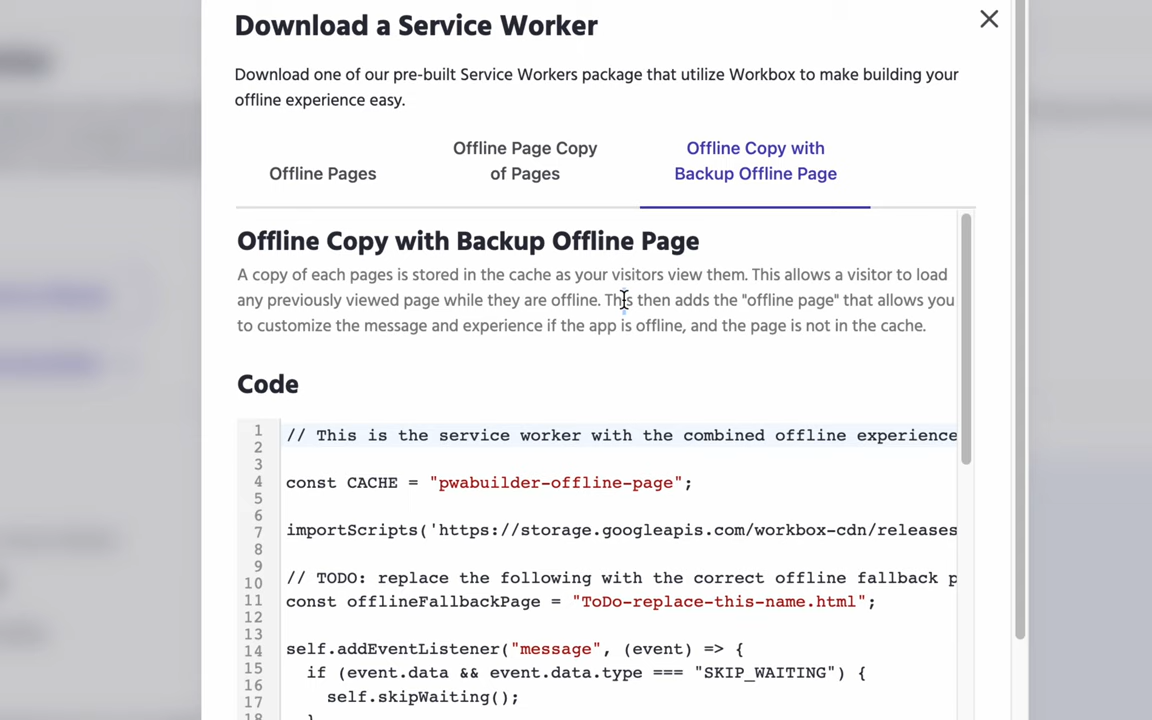 Download a Service Worker
Download one of our pre-built Service Workers package that utilize Workbox to make building your
offline experience easy.
Offline Pages
Offline Page Copy
of Pages
Offline Copy with
Backup Offline Page
Offline Copy with Backup Offline Page
A copy of each pages is stored in the cache as your visitors view them. This allows a visitor to load
any previously viewed page while they are offline. This then adds the "offline page" that allows you
to customize the message and experience if the app is offline, and the page is not in the cache.
Code
1 // This is the service worker with the combined offline experience
2
3
4 const CACHE = "pwabuilder-offline-page";
5
6
7 importScripts('https://storage.googleapis.com/workbox-cdn/releases
8
9
10 // TODO: replace the following with the correct offline fallback p
11 const offlineFallbackPage = "ToDo-replace-this-name.html";
12
13
14 self.addEventListener("message", (event) => {
15 if (event.data && event.data.type === "SKIP_WAITING") {
16
17 self.skipWaiting();
18 }